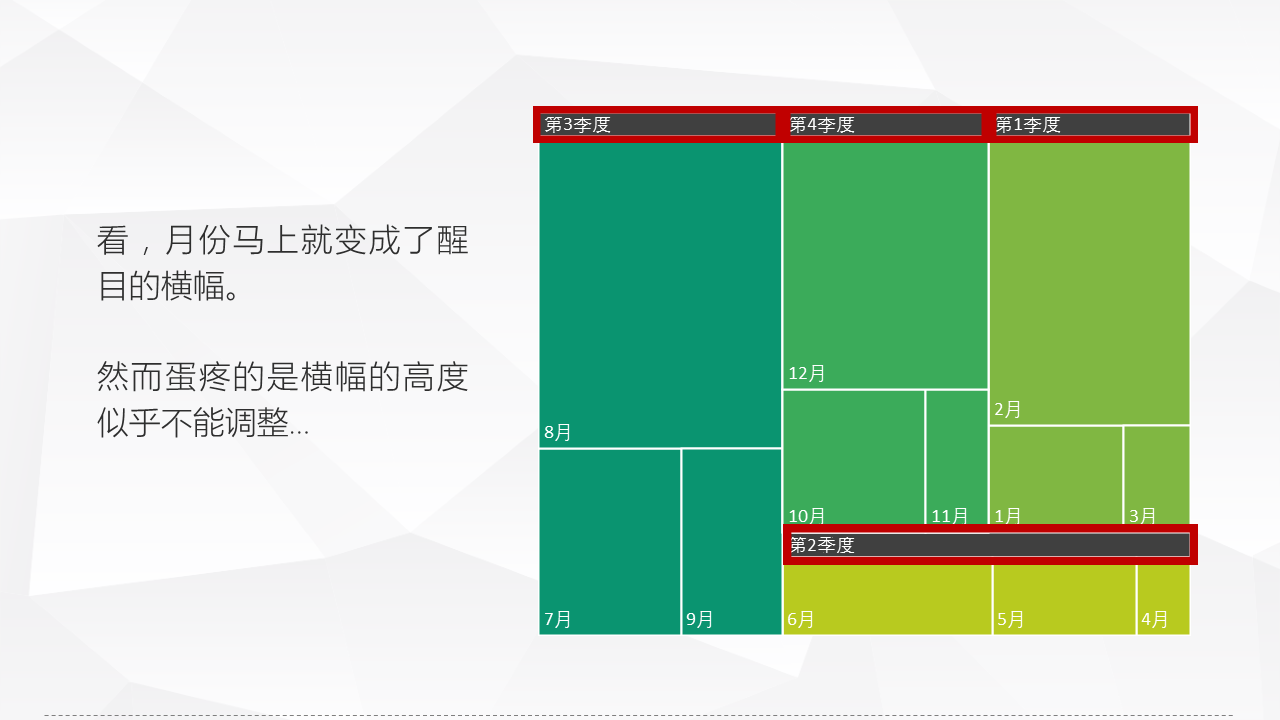 看，月份马上就变成了醒
目的横幅。
然而蛋疼的是横幅的高度
似乎不能调整...
第3季度 第4季度 第1季度
12月
2月
8月
10月 11月 1月 3月
第2季度
7月 9月 6月 5月 4月